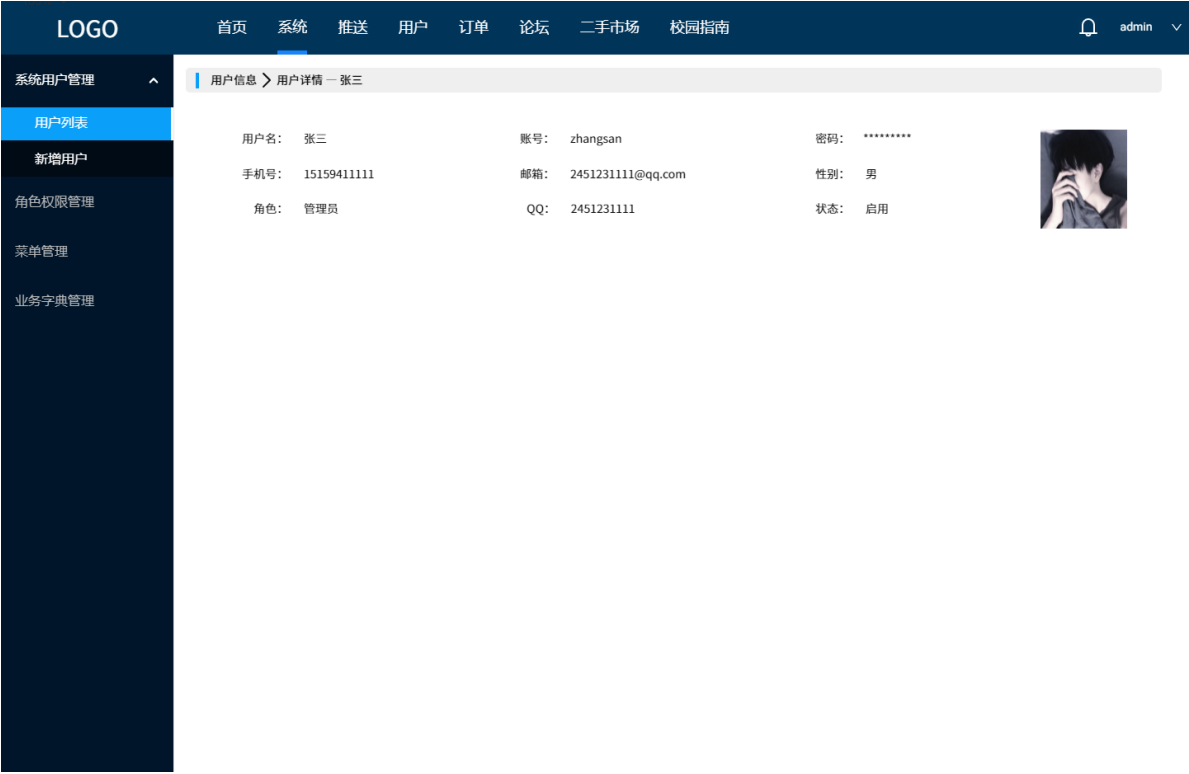 LOGO 首页 系统 推送 用户 订单 论坛 二手市场 校园指南 admin
系统用户管理
用户列表
新增用户
角色权限管理
菜单管理
业务字典管理
用户信息 > 用户详情 — 张三
用户名： 张三 账号： zhangsan 密码： *********
手机号： 15159411111 邮箱： 2451231111@qq.com 性别： 男
角色： 管理员 QQ： 2451231111 状态： 启用